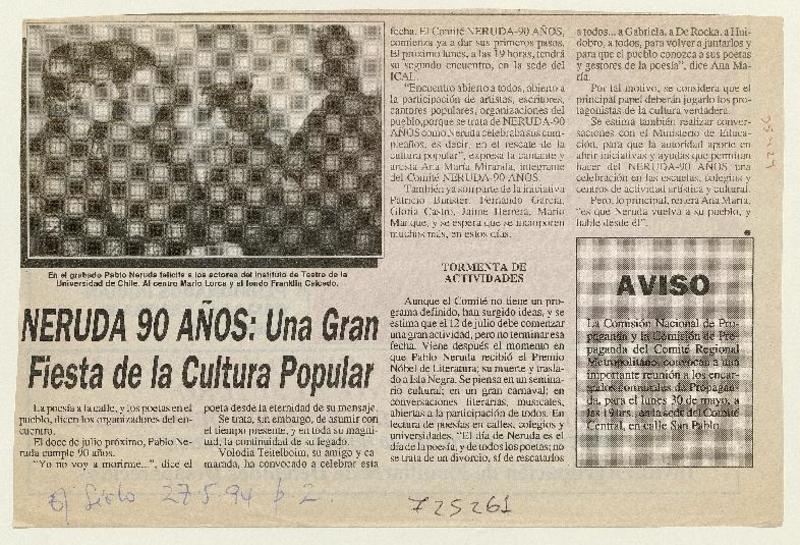 En el grabado Pablo Neruda felicita a los actores del Instituto de Teatro de la
Universidad de Chile. Al centro Mario Lorca y al fondo Franklin Caicedo.
NERUDA 90 AÑOS: Una Gran
Fiesta de la Cultura Popular
La poesía a la calle, y los poetas en el
pueblo, dicen los organizadores del en-
cuentro.
El doce de julio próximo, Pablo Ne-
ruda cumple 90 años.
"Yo no voy a morirme...", dice el
poeta desde la eternidad de su mensaje.
Se trata, sin embargo, de asumir con
el tiempo presente, y en toda su magni-
tud, la continuidad de su legado.
Volodia Teitelboim, su amigo y ca-
marada, ha convocado a celebrar esta
fecha. El Comité NERUDA-90 AÑOS,
comienza ya a dar sus primeros pasos.
El próximo lunes, a las 19 horas, tendrá
su segundo encuentro, en la sede del
ICAL.
"Encuentro abierto a todos, abierto a
la participación de artistas, escritores,
cantores populares, organizaciones del
pueblo, porque se trata de NERUDA-90
AÑOS como Neruda celebraba sus cum-
pleaños, es decir, en el rescate de la
cultura popular", expresa la cantante y
artista Ana María Miranda, integrante
del Comité NERUDA-90 AÑOS.
También ya son parte de la iniciativa
Patricio Bunster, Fernando García,
Gloria Castro, Jaime Herrera, Mario
Marque, y se espera que se incorporen
muchos más, en estos días.
TORMENTA DE
ACTIVIDADES
Aunque el Comité no tiene un pro-
grama definido, han surgido ideas, y se
estima que el 12 de julio debe comenzar
una gran actividad, pero no terminar esa
fecha. Viene después el momento en
que Pablo Neruda recibió el Premio
Nóbel de Literatura; su muerte y trasla-
do a Isla Negra. Se piensa en un semina-
rio cultural; en un gran carnaval; en
conversaciones literarias, musicales,
abiertas a la participación de todos. En
lectura de poesías en calles, colegios y
universidades. "El día de Neruda es el
día de la poesía, y de todos los poetas; no
se trata de un divorcio, sí de rescatarlos
a todos... a Gabriela, a De Rocka, a Hui-
dobro, a todos, para volver a juntarlos y
para que el pueblo conozca a sus poetas
y gestores de la poesía", dice Ana Ma-
ría.
Por tal motivo, se considera que el
principal papel deberán jugarlo los pro-
tagonistas de la cultura verdadera.
Se estima también realizar conver-
saciones con el Ministerio de Educa-
ción, para que la autoridad aporte en
abrir iniciativas y ayudas que permitan
hacer del NERUDA-90 AÑOS una
celebración en las escuelas, colegios y
centros de actividad artística y cultural.
Pero, lo principal, reitera Ana María,
"es que Neruda vuelva a su pueblo, y
hable desde él".
AVISO
La Comisión Nacional de Pro-
paganda y la Comisión de Pro-
paganda del Comité Regional
Metropolitano, convocan a una
importante reunión a los encar-
gados comunales de Propagan-
da, para el lunes 30 de mayo, a
las 19 hrs., en la sede del Comité
Central, en calle San Pablo.
El Siglo 27.5.94 p. 2.
725261